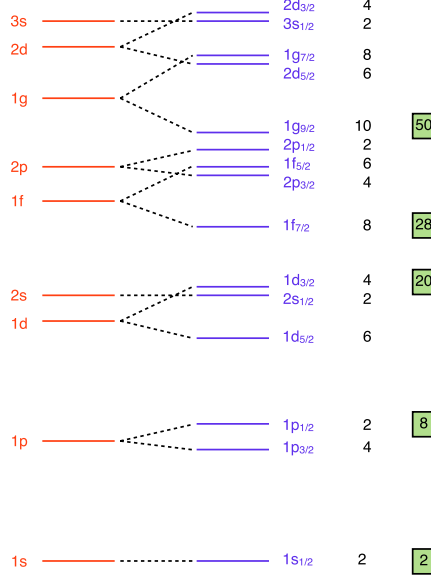 2d3/2 4
3s 3s1/2 2
2d
1g7/2 8
2d5/2 6
1g
1g9/2 10 50
2p1/2 2
2p 1f5/2 6
2p3/2 4
1f
1f7/2 8 28
1d3/2 4 20
2s 2s1/2 2
1d
1d5/2 6
1p1/2 2 8
1p
1p3/2 4
1s 1s1/2 2 2